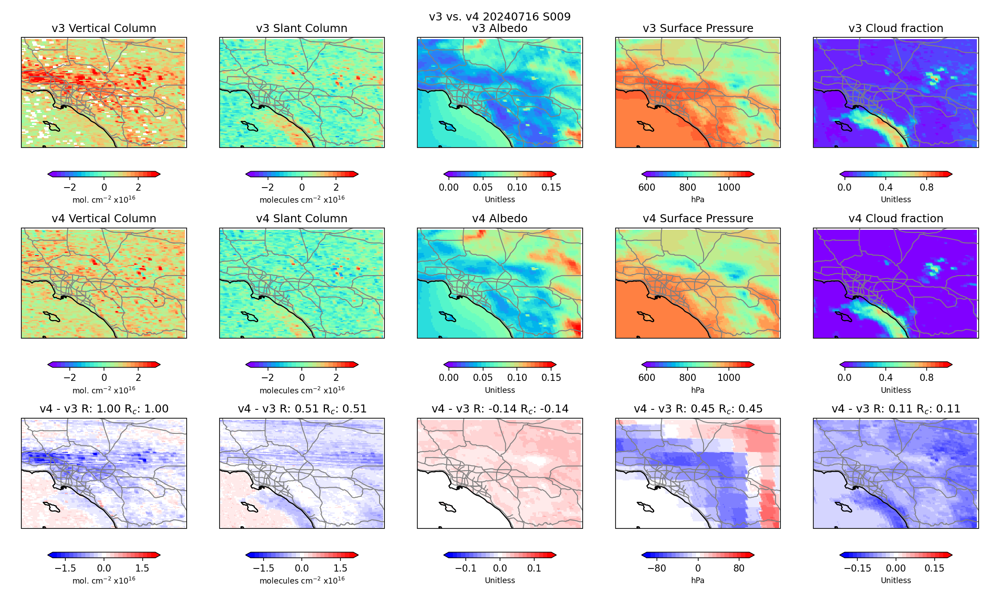 v3 vs. v4 20240716 S009
v3 Vertical Column
v3 Slant Column
v3 Albedo
v3 Surface Pressure
v3 Cloud fraction
−2 0 2
−2 0 2
0.00 0.05 0.10 0.15
600 800 1000
0.0 0.4 0.8
mol. cm⁻² x10¹⁶
molecules cm⁻² x10¹⁶
Unitless
hPa
Unitless
v4 Vertical Column
v4 Slant Column
v4 Albedo
v4 Surface Pressure
v4 Cloud fraction
−2 0 2
−2 0 2
0.00 0.05 0.10 0.15
600 800 1000
0.0 0.4 0.8
mol. cm⁻² x10¹⁶
molecules cm⁻² x10¹⁶
Unitless
hPa
Unitless
v4 - v3 R: 1.00 R_c: 1.00
v4 - v3 R: 0.51 R_c: 0.51
v4 - v3 R: -0.14 R_c: -0.14
v4 - v3 R: 0.45 R_c: 0.45
v4 - v3 R: 0.11 R_c: 0.11
−1.5 0.0 1.5
−1.5 0.0 1.5
−0.1 0.0 0.1
−80 0 80
−0.15 0.00 0.15
mol. cm⁻² x10¹⁶
molecules cm⁻² x10¹⁶
Unitless
hPa
Unitless